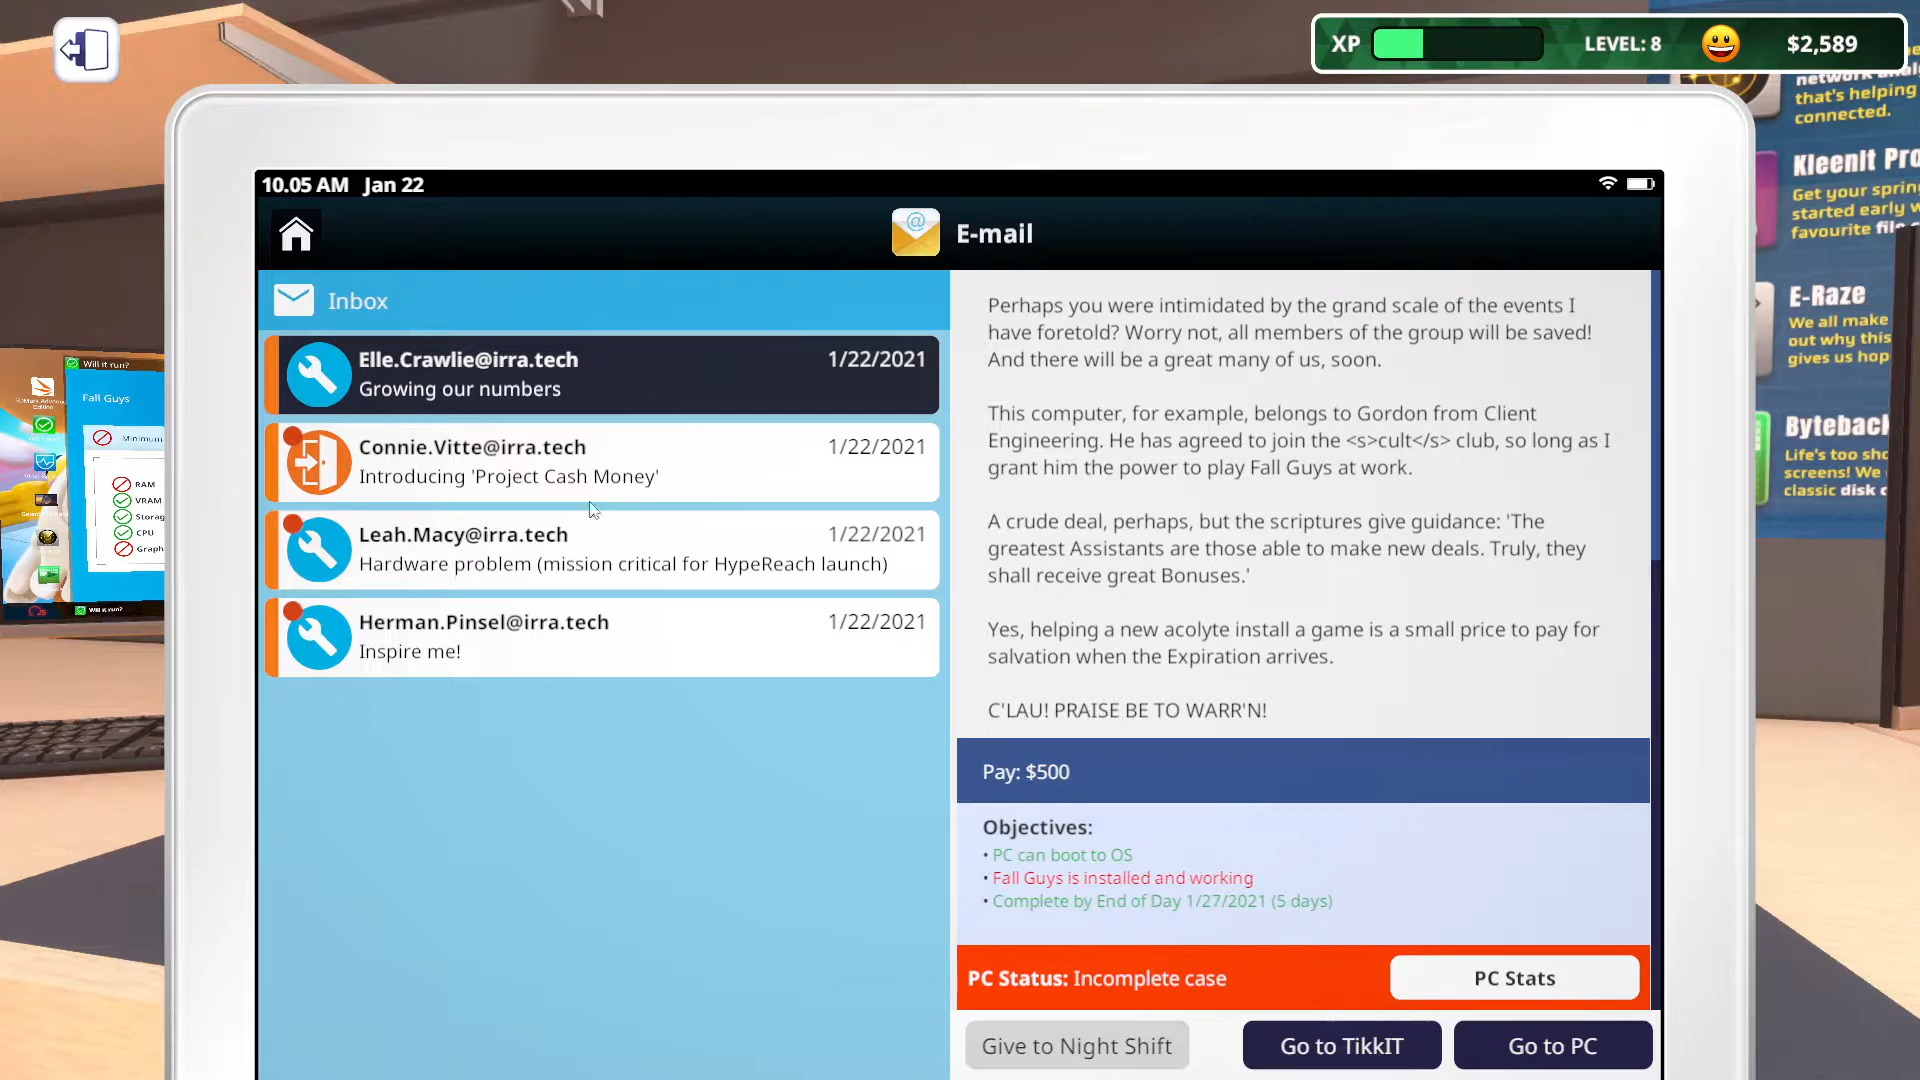 XP
LEVEL: 8
$2,589
network
that's helping
connected.
KleenIt Pro
Get your spring
started early w
favourite file
E-Raze
We all make
out why this
gives us hop
Byteback
Life's too sho
screens! We
classic disk
10.05 AM Jan 22
E-mail
Inbox
Elle.Crawlie@irra.tech
1/22/2021
Growing our numbers
Connie.Vitte@irra.tech
1/22/2021
Introducing 'Project Cash Money'
Leah.Macy@irra.tech
1/22/2021
Hardware problem (mission critical for HypeReach launch)
Herman.Pinsel@irra.tech
1/22/2021
Inspire me!
Perhaps you were intimidated by the grand scale of the events I
have foretold? Worry not, all members of the group will be saved!
And there will be a great many of us, soon.
This computer, for example, belongs to Gordon from Client
Engineering. He has agreed to join the <s>cult</s> club, so long as I
grant him the power to play Fall Guys at work.
A crude deal, perhaps, but the scriptures give guidance: 'The
greatest Assistants are those able to make new deals. Truly, they
shall receive great Bonuses.'
Yes, helping a new acolyte install a game is a small price to pay for
salvation when the Expiration arrives.
C'LAU! PRAISE BE TO WARR'N!
Pay: $500
Objectives:
• PC can boot to OS
• Fall Guys is installed and working
• Complete by End of Day 1/27/2021 (5 days)
PC Status: Incomplete case
PC Stats
Give to Night Shift
Go to TikkIT
Go to PC
Will it run?
Fall Guys
Minimum
RAM
VRAM
Storag
CPU
Graph
Will it run?